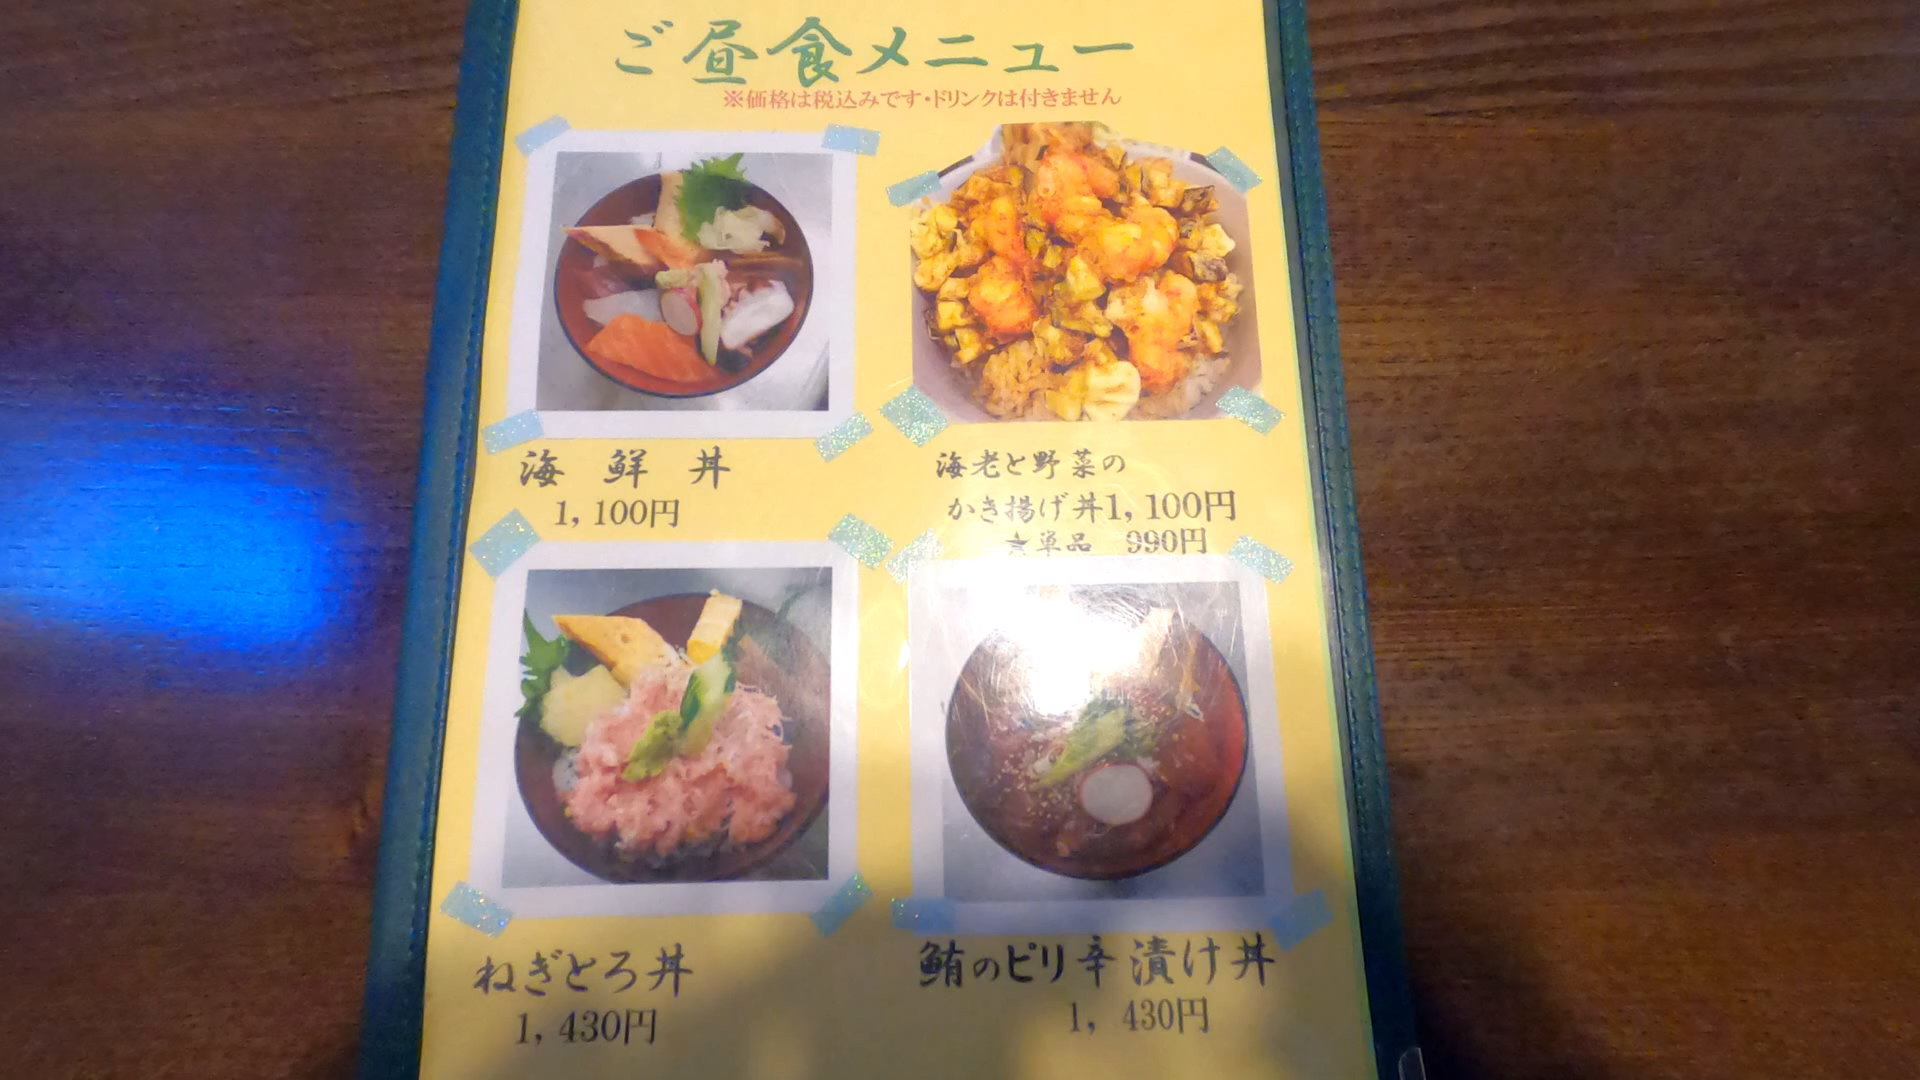 ご昼食メニュー
※価格は税込みです・ドリンクは付きません
海鮮丼
1,100円
海老と野菜の
かき揚げ丼1,100円
★単品 990円
ねぎとろ丼
1,430円
鮪のピリ辛漬け丼
1,430円